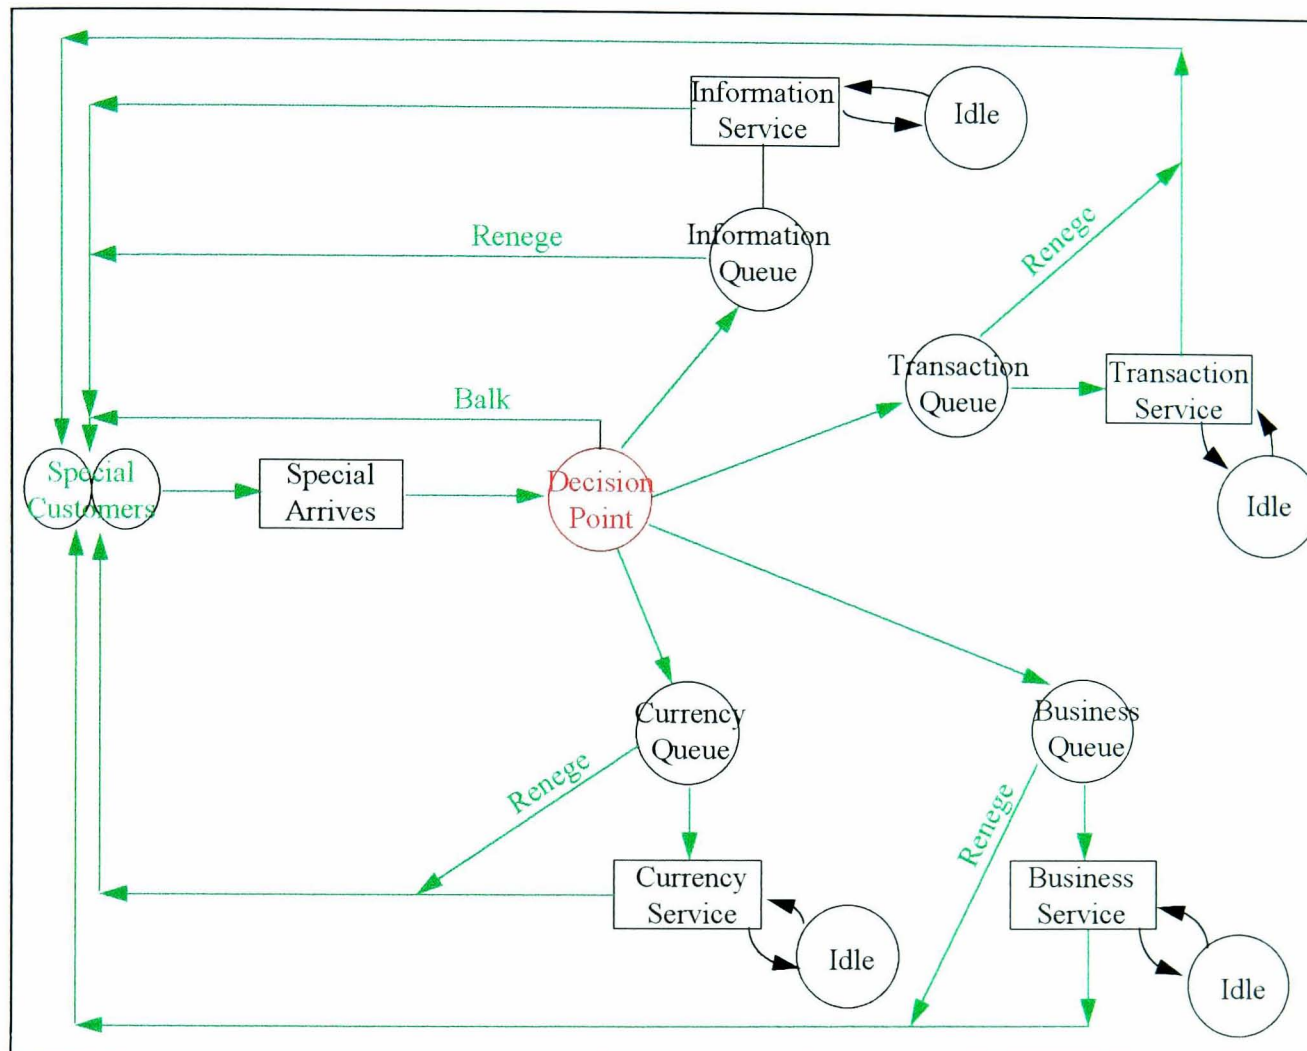 Information
Service
Idle
Renege
Information
Queue
Renege
Transaction
Queue
Transaction
Service
Balk
Special
Customers
Special
Arrives
Decision
Point
Idle
Currency
Queue
Business
Queue
Renege
Renege
Currency
Service
Business
Service
Idle
Idle